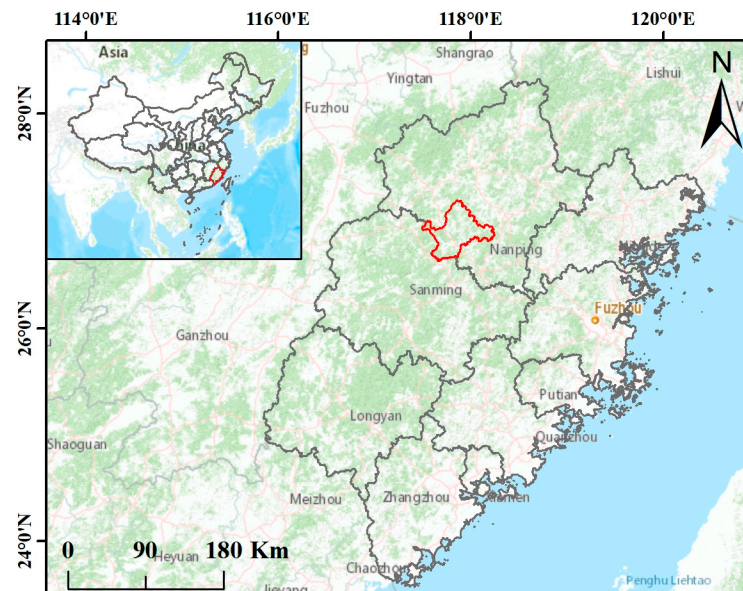 114°0'E 116°0'E 118°0'E 120°0'E
Asia
China
g
Shangrao
Yingtan
Lishui
N
Fuzhou
28°0'N
Nanping
Sanming
26°0'N
Fuzhou
Ganzhou
Putian
Longyan
Quanzhou
Shaoguan
Meizhou
Zhangzhou
Xiamen
24°0'N
0 90 180 Km
Heyuan
Chaozhou
Jieyang
Penghu Liehtao